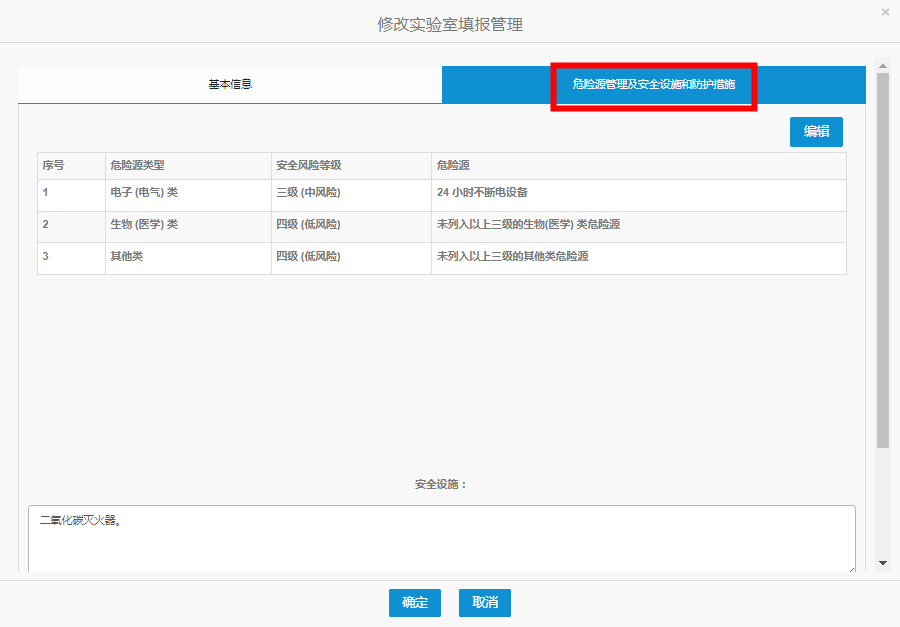 修改实验室填报管理
×
基本信息
危险源管理及安全设施和防护措施
编辑
序号 危险源类型 安全风险等级 危险源
1 电子 (电气) 类 三级 (中风险) 24 小时不断电设备
2 生物 (医学) 类 四级 (低风险) 未列入以上三级的生物(医学) 类危险源
3 其他类 四级 (低风险) 未列入以上三级的其他类危险源
安全设施：
二氧化碳灭火器。
确定 取消